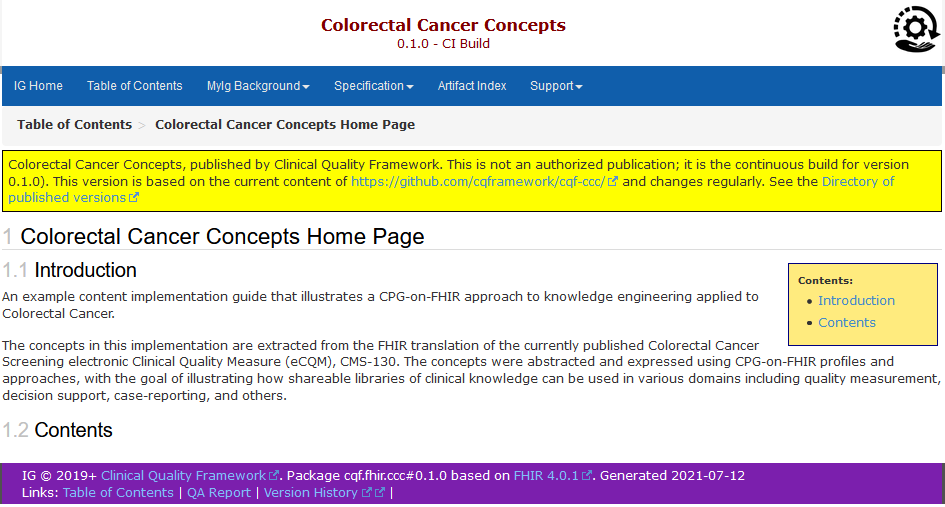 Colorectal Cancer Concepts
0.1.0 - CI Build
IG Home Table of Contents MyIg Background Specification Artifact Index Support
Table of Contents > Colorectal Cancer Concepts Home Page
Colorectal Cancer Concepts, published by Clinical Quality Framework. This is not an authorized publication; it is the continuous build for version
0.1.0). This version is based on the current content of https://github.com/cqframework/cqf-ccc/ and changes regularly. See the Directory of
published versions
1 Colorectal Cancer Concepts Home Page
1.1 Introduction
An example content implementation guide that illustrates a CPG-on-FHIR approach to knowledge engineering applied to
Colorectal Cancer.
Contents:
Introduction
Contents
The concepts in this implementation are extracted from the FHIR translation of the currently published Colorectal Cancer
Screening electronic Clinical Quality Measure (eCQM), CMS-130. The concepts were abstracted and expressed using CPG-on-FHIR profiles and
approaches, with the goal of illustrating how shareable libraries of clinical knowledge can be used in various domains including quality measurement,
decision support, case-reporting, and others.
1.2 Contents
IG © 2019+ Clinical Quality Framework. Package cqf.fhir.ccc#0.1.0 based on FHIR 4.0.1. Generated 2021-07-12
Links: Table of Contents | QA Report | Version History |